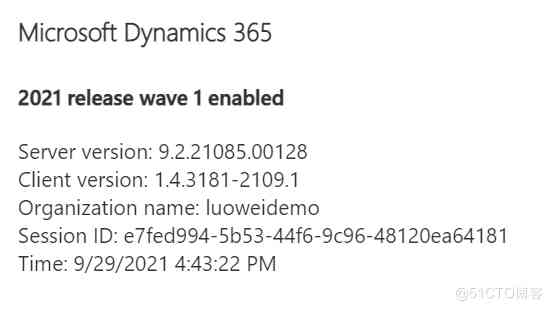 Microsoft Dynamics 365
2021 release wave 1 enabled
Server version: 9.2.21085.00128
Client version: 1.4.3181-2109.1
Organization name: luoweidemo
Session ID: e7fed994-5b53-44f6-9c96-48120ea64181
Time: 9/29/2021 4:43:22 PM
@51CTO博客